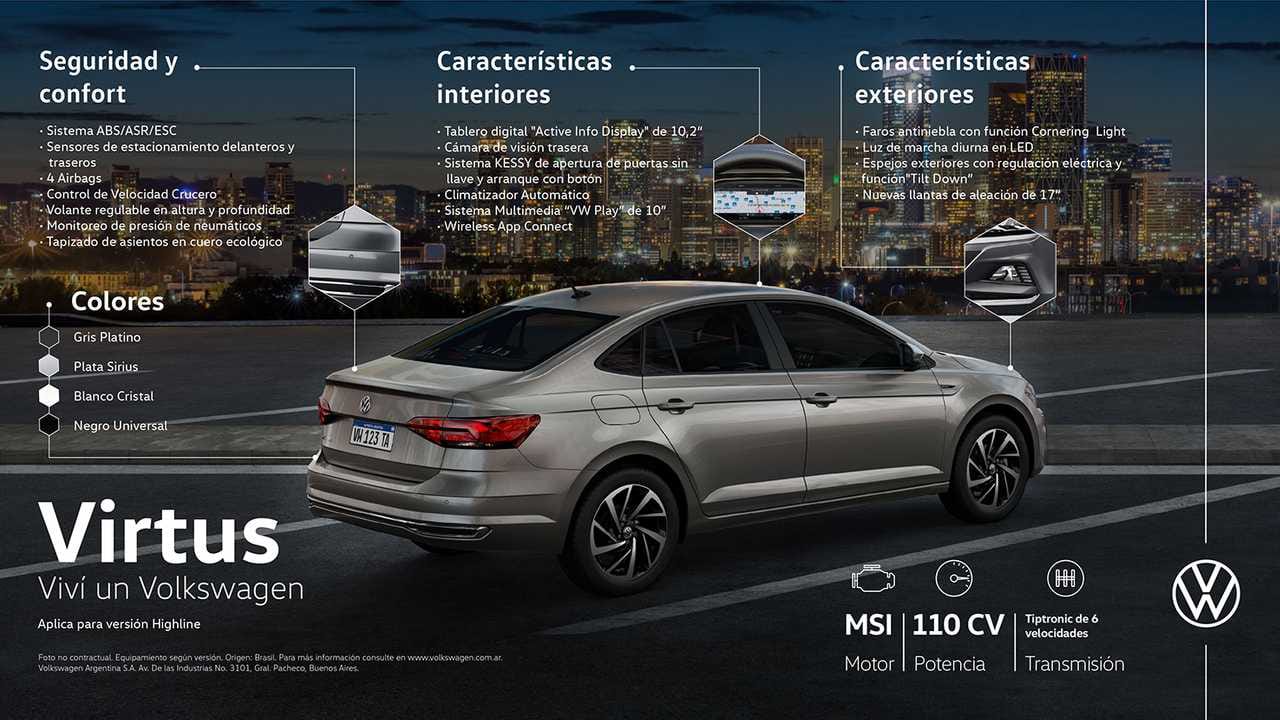 Seguridad y
confort
· Sistema ABS/ASR/ESC
· Sensores de estacionamiento delanteros y
traseros
· 4 Airbags
· Control de Velocidad Crucero
· Volante regulable en altura y profundidad
· Monitoreo de presión de neumáticos
· Tapizado de asientos en cuero ecológico
Características
interiores
· Tablero digital "Active Info Display" de 10,2"
· Cámara de visión trasera
· Sistema KESSY de apertura de puertas sin
llave y arranque con botón
· Climatizador Automático
· Sistema Multimedia "VW Play" de 10"
· Wireless App Connect
Características
exteriores
· Faros antiniebla con función Cornering Light
· Luz de marcha diurna en LED
· Espejos exteriores con regulación eléctrica y
función"Tilt Down"
· Nuevas llantas de aleación de 17"
Colores
Gris Platino
Plata Sirius
Blanco Cristal
Negro Universal
VW 123 TA
Virtus
Viví un Volkswagen
Aplica para versión Highline
Foto no contractual. Equipamiento según versión. Origen: Brasil. Para más información consulte en www.volkswagen.com.ar.
Volkswagen Argentina S.A. Av. De las Industrias No. 3101, Gral. Pacheco, Buenos Aires.
MSI
Motor
110 CV
Potencia
Tiptronic de 6
velocidades
Transmisión